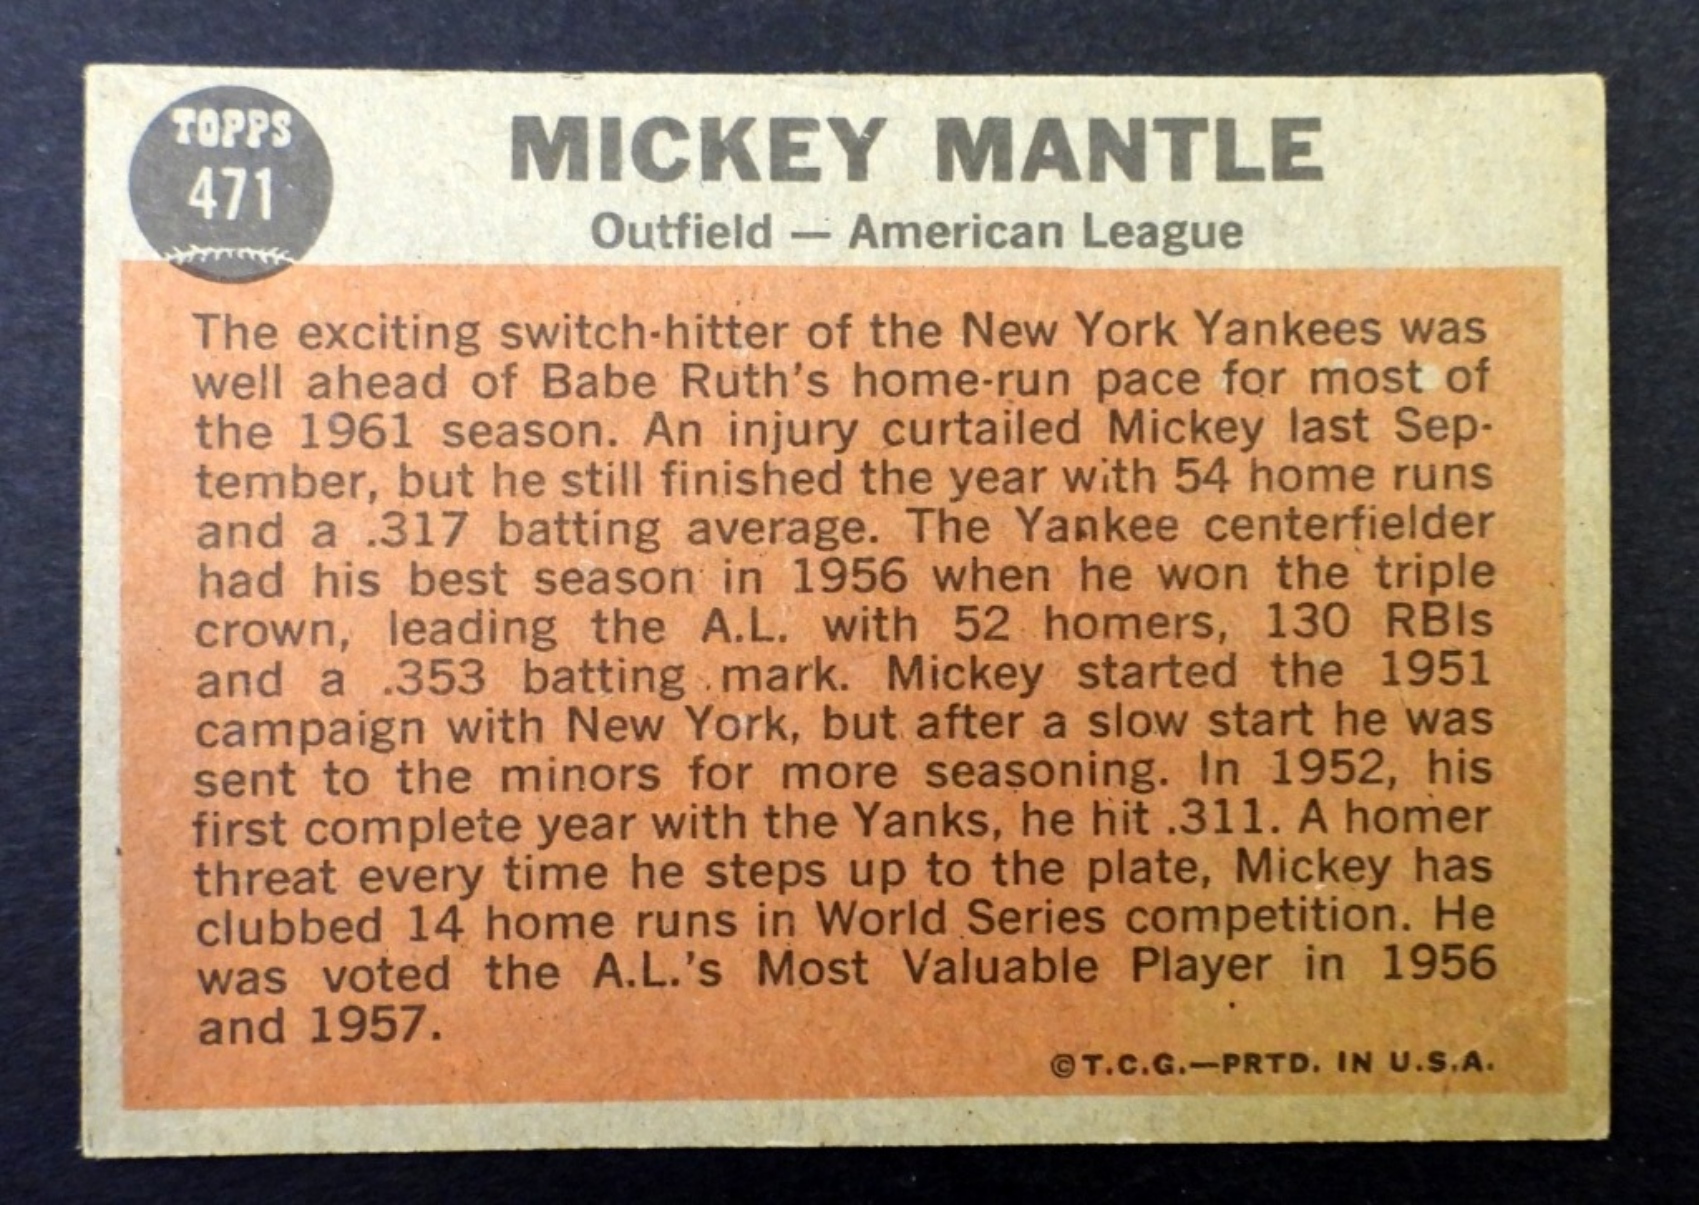 TOPPS
471
MICKEY MANTLE
Outfield — American League
The exciting switch-hitter of the New York Yankees was
well ahead of Babe Ruth's home-run pace for most of
the 1961 season. An injury curtailed Mickey last Sep-
tember, but he still finished the year with 54 home runs
and a .317 batting average. The Yankee centerfielder
had his best season in 1956 when he won the triple
crown, leading the A.L. with 52 homers, 130 RBIs
and a .353 batting mark. Mickey started the 1951
campaign with New York, but after a slow start he was
sent to the minors for more seasoning. In 1952, his
first complete year with the Yanks, he hit .311. A homer
threat every time he steps up to the plate, Mickey has
clubbed 14 home runs in World Series competition. He
was voted the A.L.'s Most Valuable Player in 1956
and 1957.
©T.C.G.—PRTD. IN U.S.A.